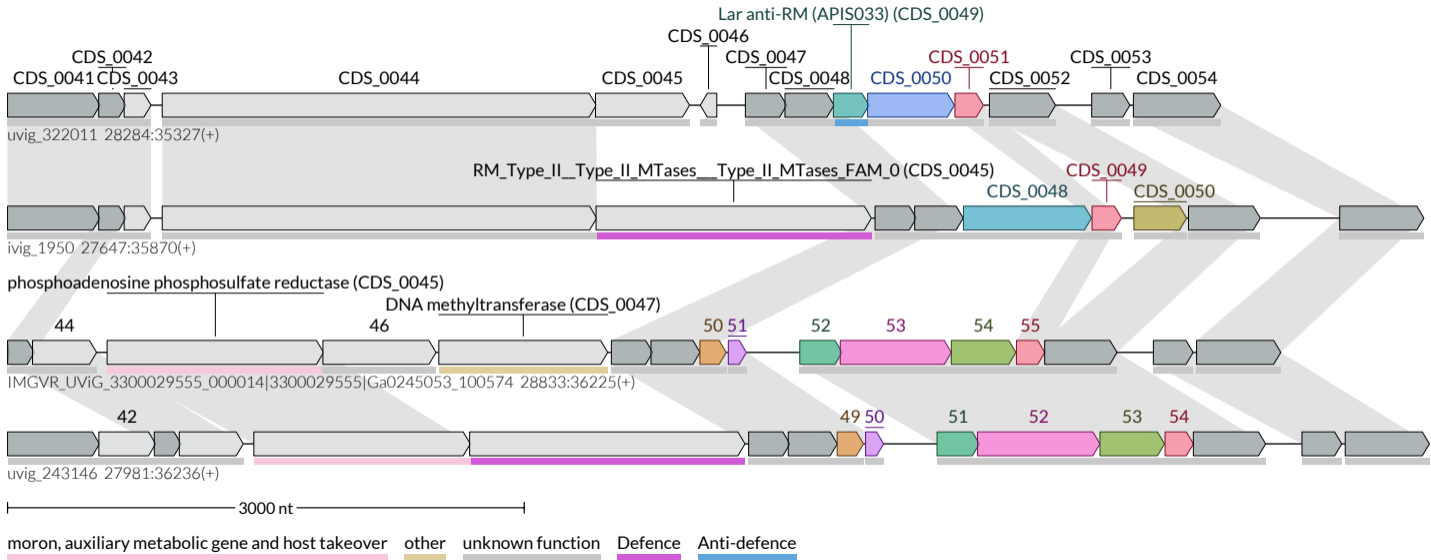 Lar anti-RM (APIS033) (CDS_0049)
CDS_0046
CDS_0042 CDS_0047 CDS_0051 CDS_0053
CDS_0041 CDS_0043 CDS_0044 CDS_0045 CDS_0048 CDS_0050 CDS_0052 CDS_0054
uvig_322011 28284:35327(+)
RM_Type_II__Type_II_MTases__Type_II_MTases_FAM_0 (CDS_0045) CDS_0049
CDS_0048 CDS_0050
ivig_1950 27647:35870(+)
phosphoadenosine phosphosulfate reductase (CDS_0045)
DNA methyltransferase (CDS_0047)
44 46 50 51 52 53 54 55
IMGVR_UViG_3300029555_000014|3300029555|Ga0245053_100574 28833:36225(+)
42 49 50 51 52 53 54
uvig_243146 27981:36236(+)
3000 nt
moron, auxiliary metabolic gene and host takeover other unknown function Defence Anti-defence